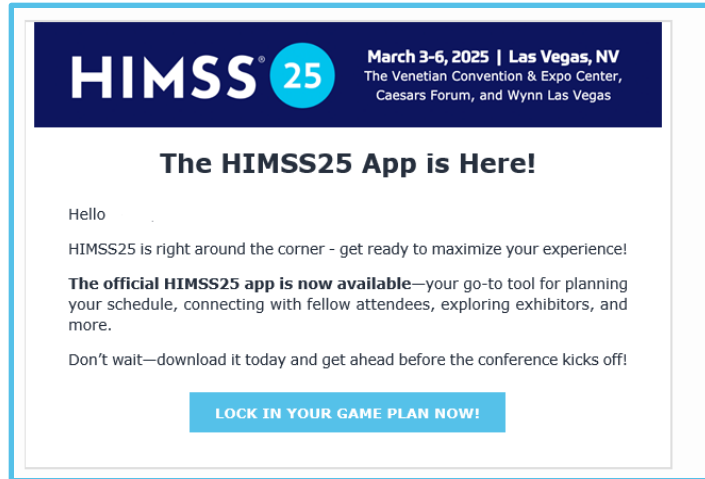 HIMSS® 25
March 3-6, 2025 | Las Vegas, NV
The Venetian Convention & Expo Center,
Caesars Forum, and Wynn Las Vegas
The HIMSS25 App is Here!
Hello
HIMSS25 is right around the corner - get ready to maximize your experience!
The official HIMSS25 app is now available—your go-to tool for planning
your schedule, connecting with fellow attendees, exploring exhibitors, and
more.
Don’t wait—download it today and get ahead before the conference kicks off!
LOCK IN YOUR GAME PLAN NOW!